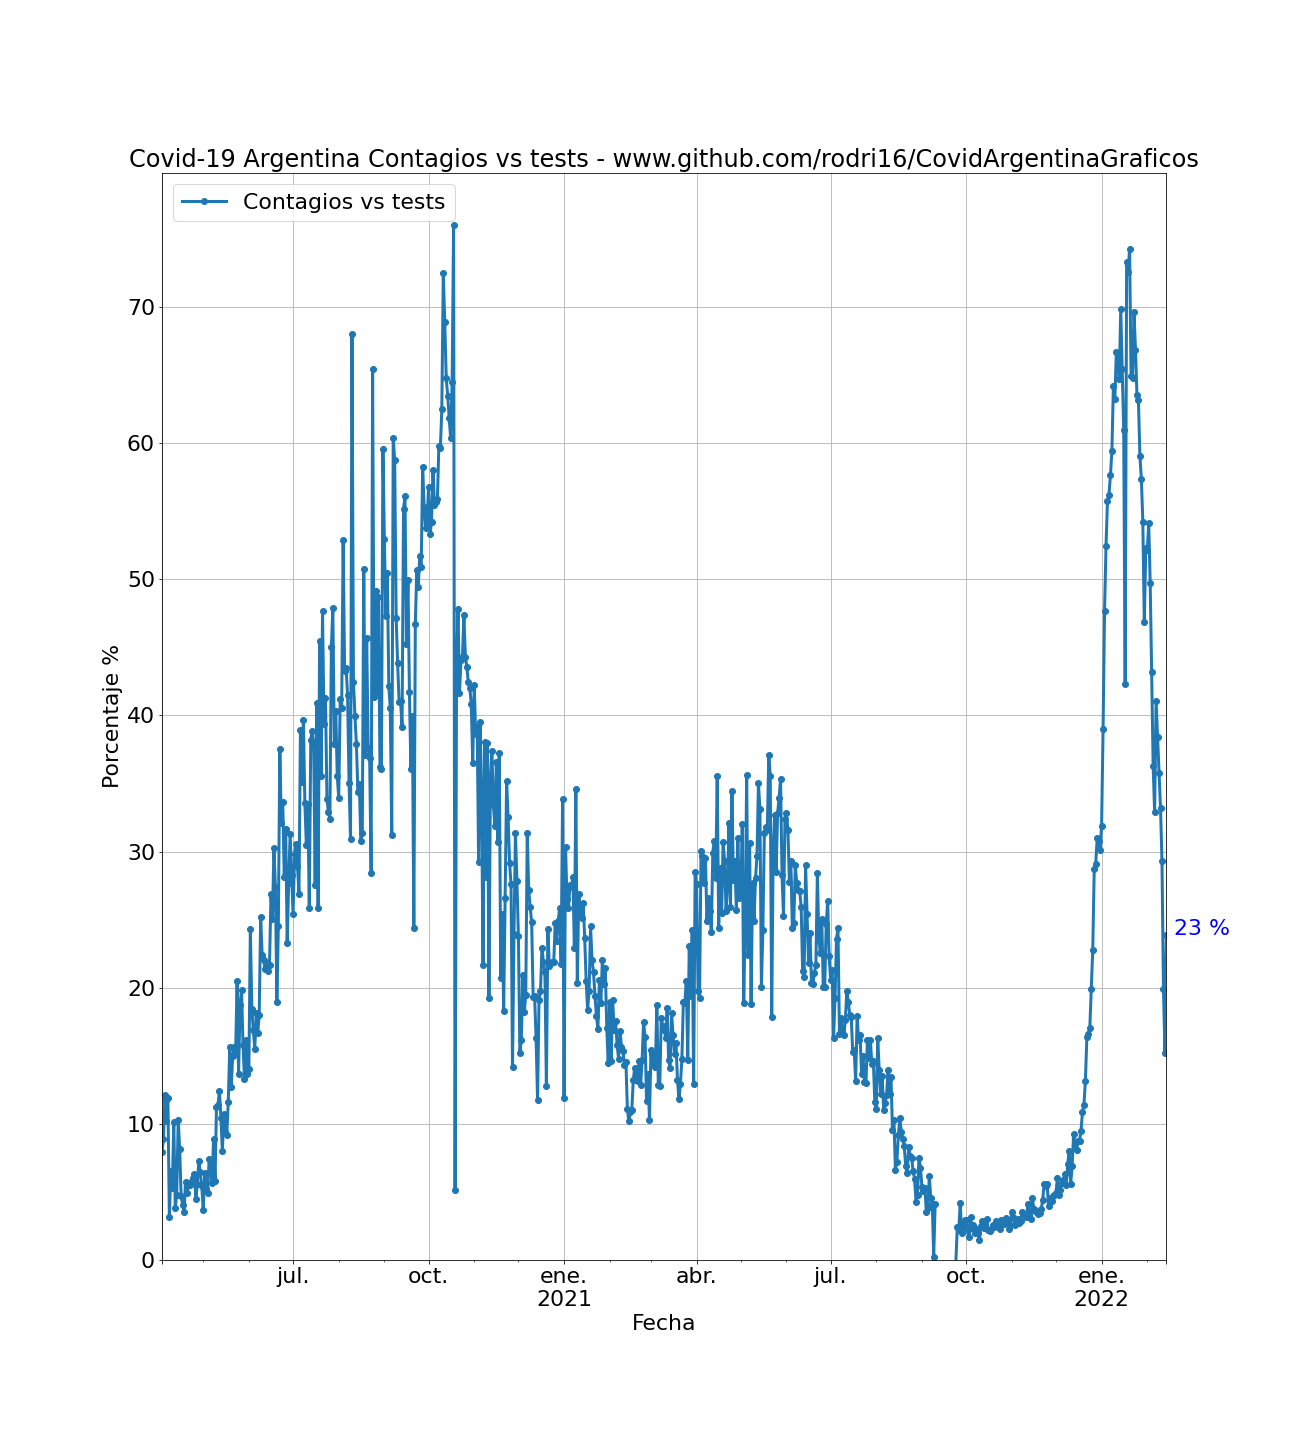 Covid-19 Argentina Contagios vs tests - www.github.com/rodri16/CovidArgentinaGraficos
Contagios vs tests
70
60
50
40
30
20
10
0
Porcentaje %
23 %
jul.
oct.
ene.
2021
abr.
jul.
oct.
ene.
2022
Fecha